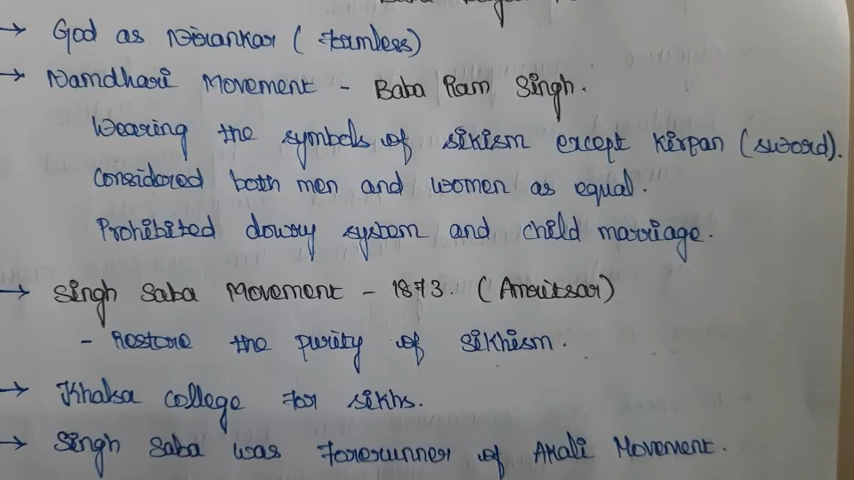 → God as Nirankar (Formless)
→ Namdhari Movement - Baba Ram Singh.
Wearing the symbols of sikism except Kirpan (sword).
Considered both men and women as equal.
Prohibited dowry system and child marriage.
→ Singh Saba Movement - 1873. (Amritsar)
- Restore the purity of Sikhism.
→ Khalsa college for sikhs.
→ Singh Saba was Forerunner of Akali Movement.